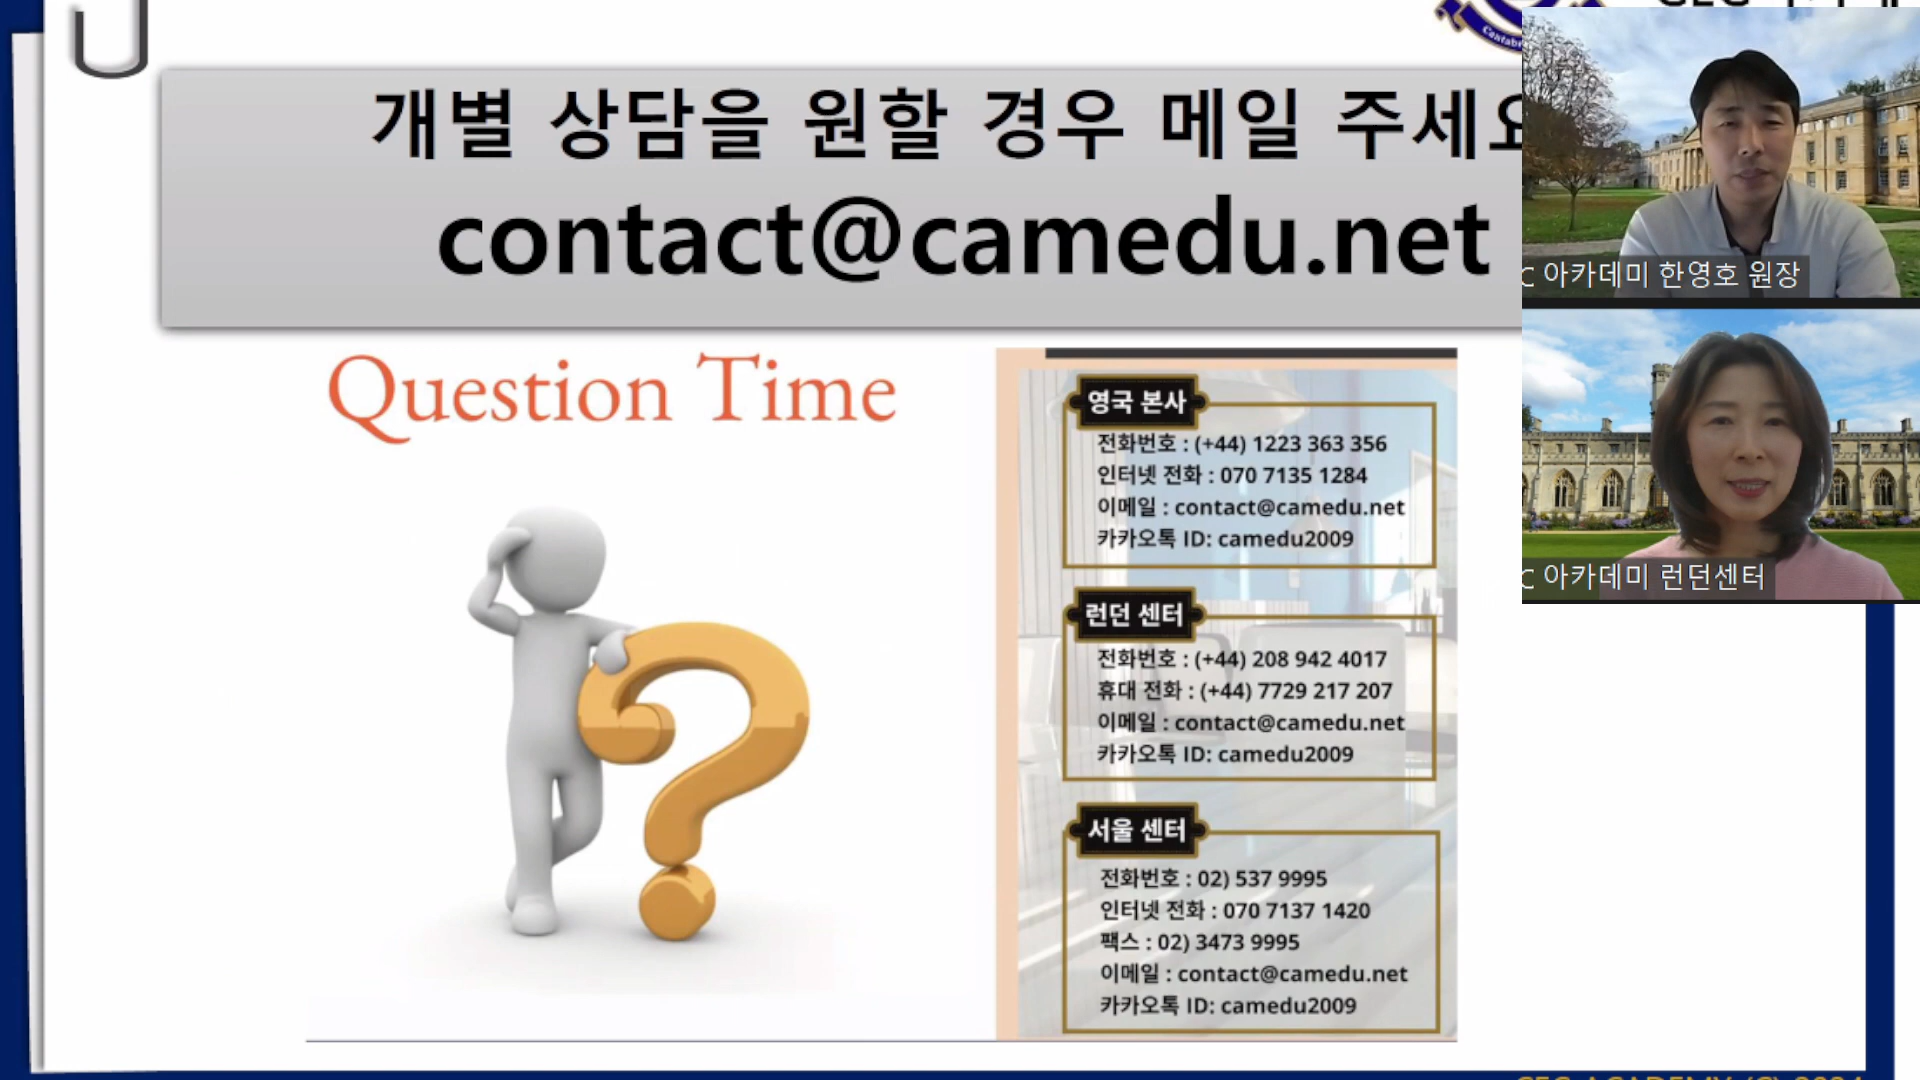 개별 상담을 원할 경우 메일 주세요
contact@camedu.net
Question Time
영국 본사
전화번호 : (+44) 1223 363 356
인터넷 전화 : 070 7135 1284
이메일 : contact@camedu.net
카카오톡 ID: camedu2009
런던 센터
전화번호 : (+44) 208 942 4017
휴대 전화 : (+44) 7729 217 207
이메일 : contact@camedu.net
카카오톡 ID: camedu2009
서울 센터
전화번호 : 02) 537 9995
인터넷 전화 : 070 7137 1420
팩스 : 02) 3473 9995
이메일 : contact@camedu.net
카카오톡 ID: camedu2009
C 아카데미 한영호 원장
C 아카데미 런던센터